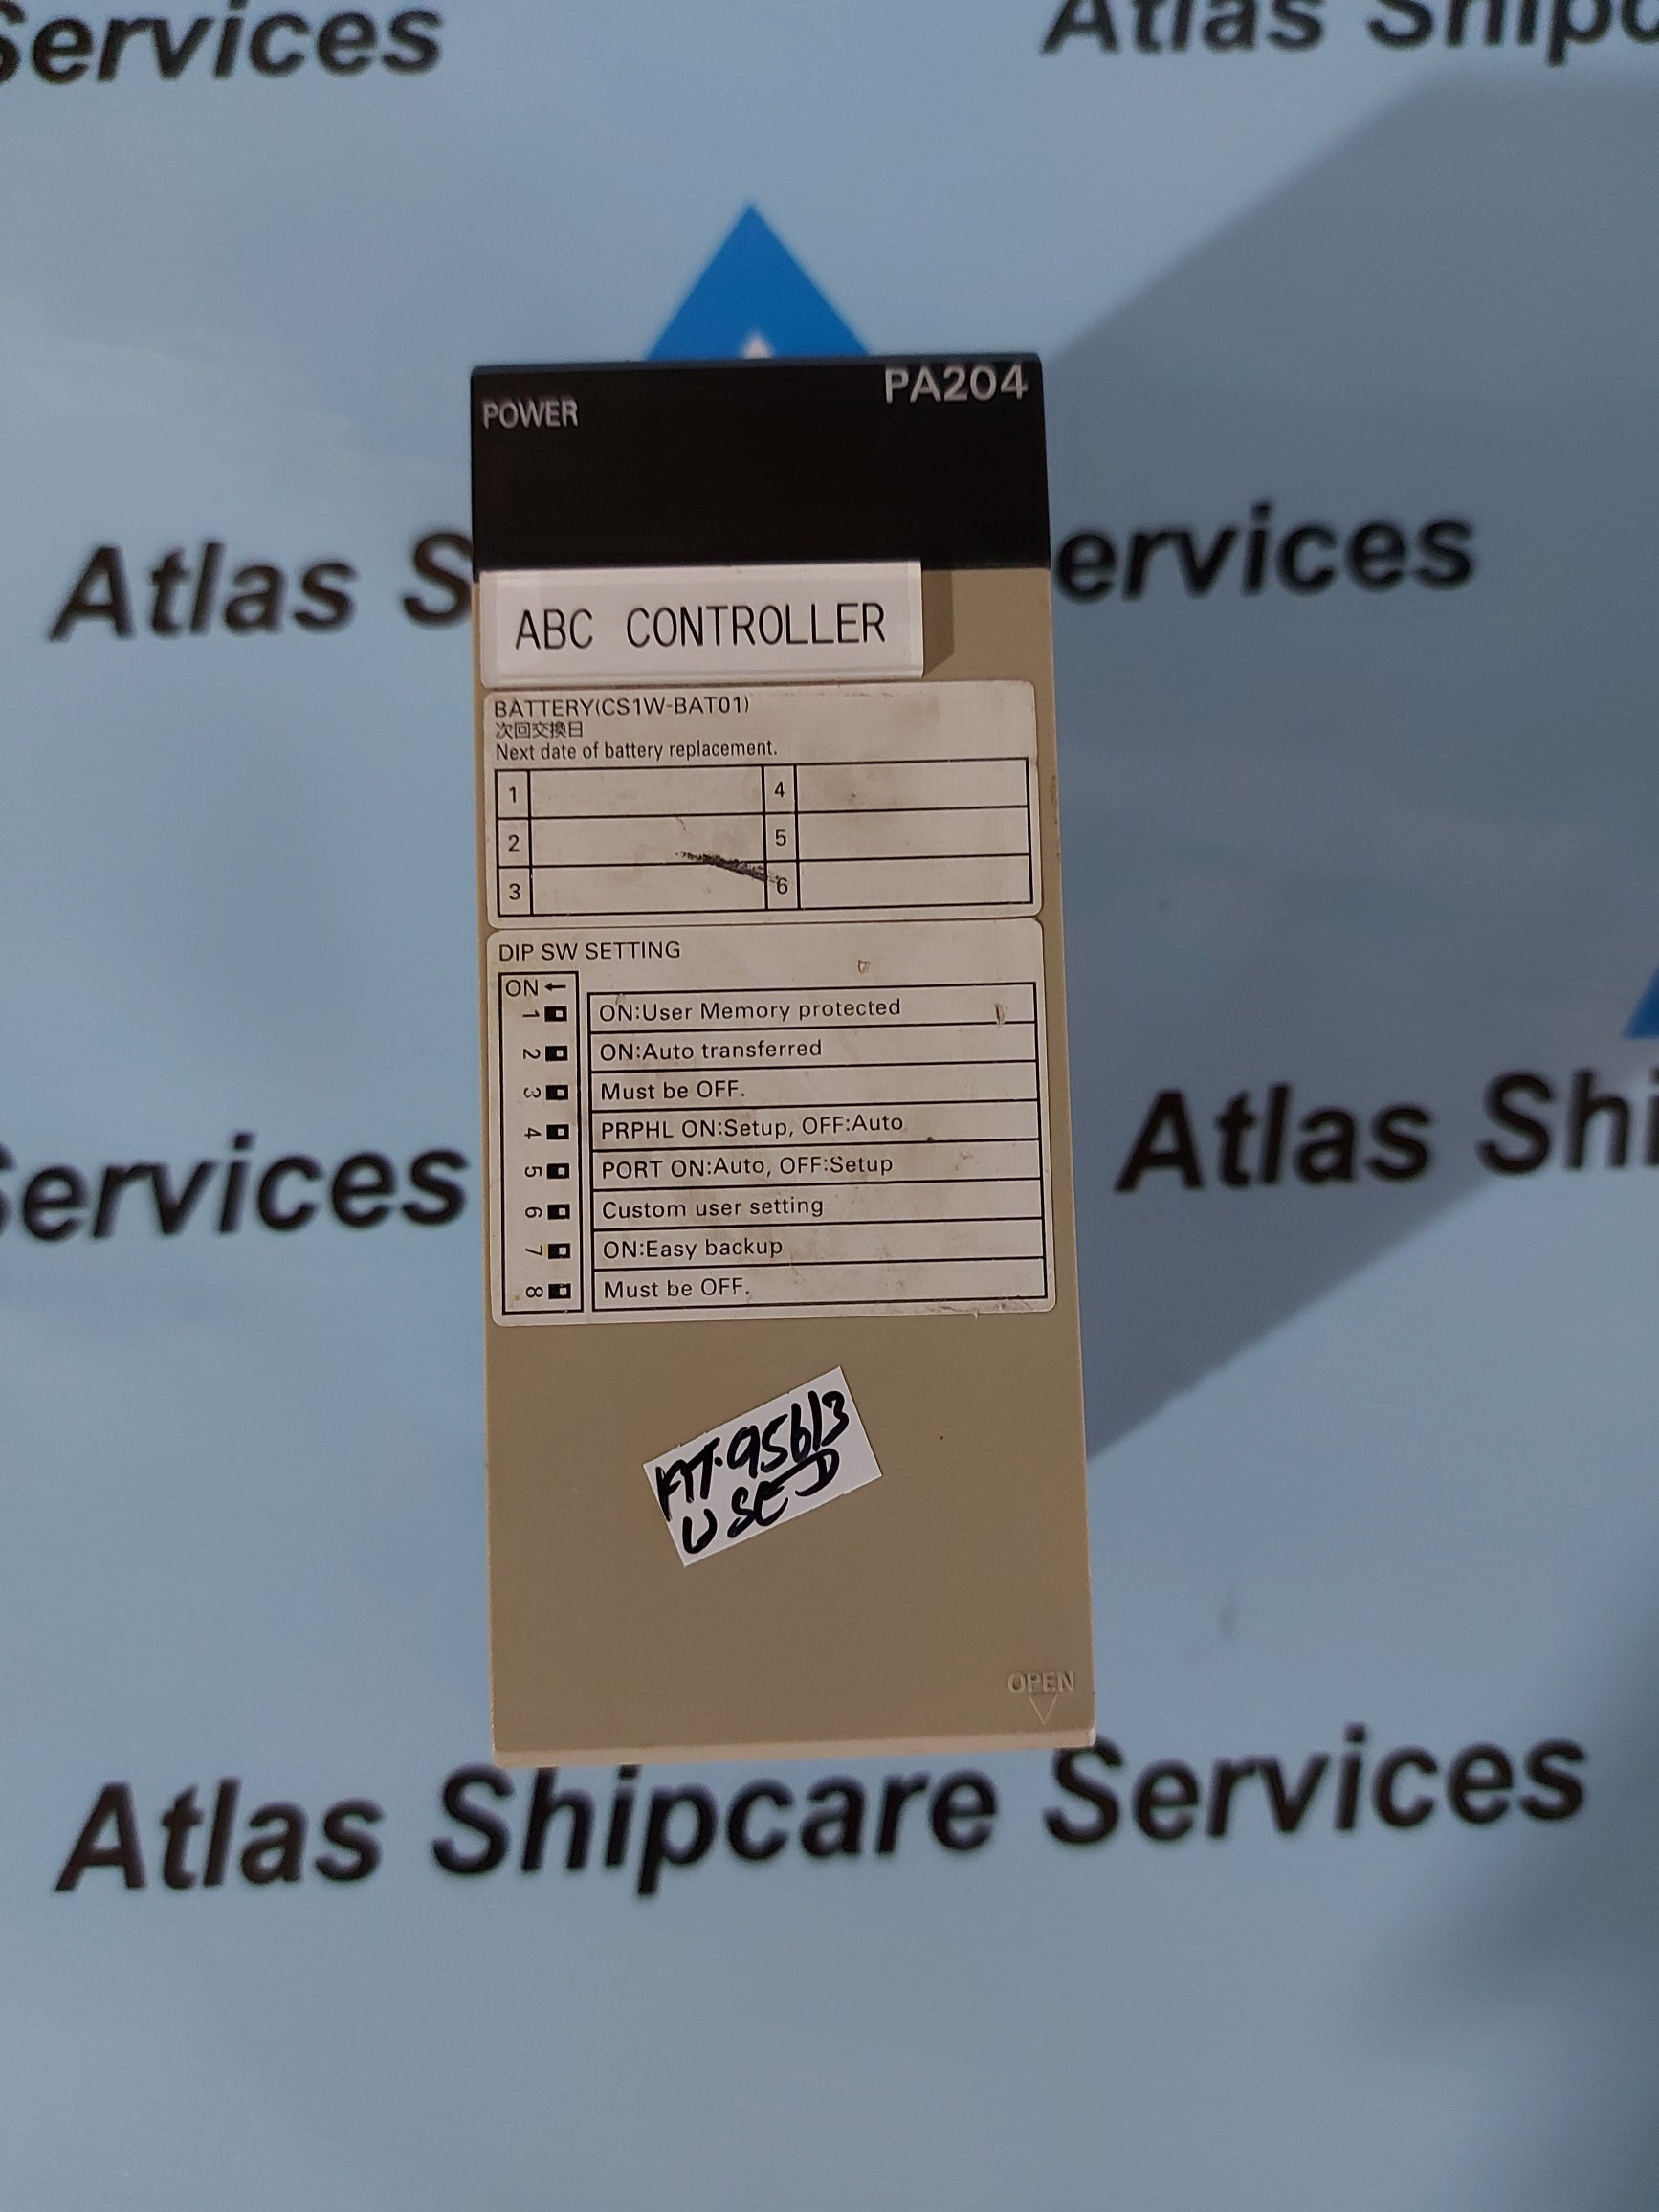 Services
Atlas Shipc
PA204
POWER
Atlas S
ervices
ABC CONTROLLER
BATTERY(CS1W-BAT01)
次回交換日
Next date of battery replacement.
1 4
2 5
3 6
DIP SW SETTING
ON ←
1 ON:User Memory protected
2 ON:Auto transferred
3 Must be OFF.
4 PRPHL ON:Setup, OFF:Auto
5 PORT ON:Auto, OFF:Setup
6 Custom user setting
7 ON:Easy backup
8 Must be OFF.
Services
Atlas Shi
USED
OPEN
Atlas Shipcare Services